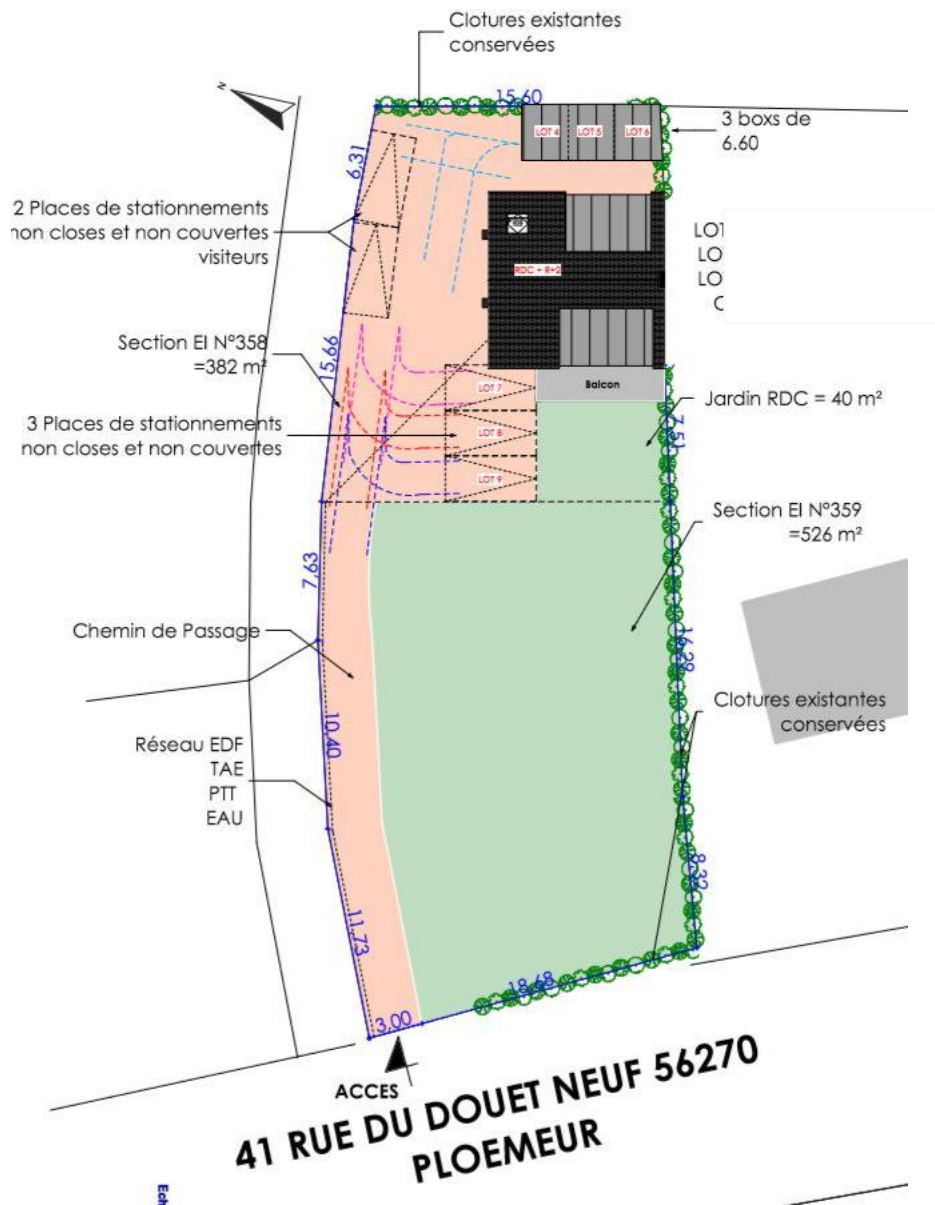 Clotures existantes
conservées
N
15,60
LOT 4
LOT 5
LOT 6
3 boxs de
6.60
6,31
2 Places de stationnements
non closes et non couvertes
visiteurs
LOT
LO
LO
RDC + R+2
Section EI N°358
=382 m²
15,66
LOT 7
Balcon
Jardin RDC = 40 m²
7,51
3 Places de stationnements
non closes et non couvertes
LOT 8
LOT 9
Section EI N°359
=526 m²
7,63
Chemin de Passage
16,29
Clotures existantes
conservées
10,40
Réseau EDF
TAE
PTT
EAU
8,32
11,73
18,68
3,00
ACCES
41 RUE DU DOUET NEUF 56270
PLOEMEUR
Ech